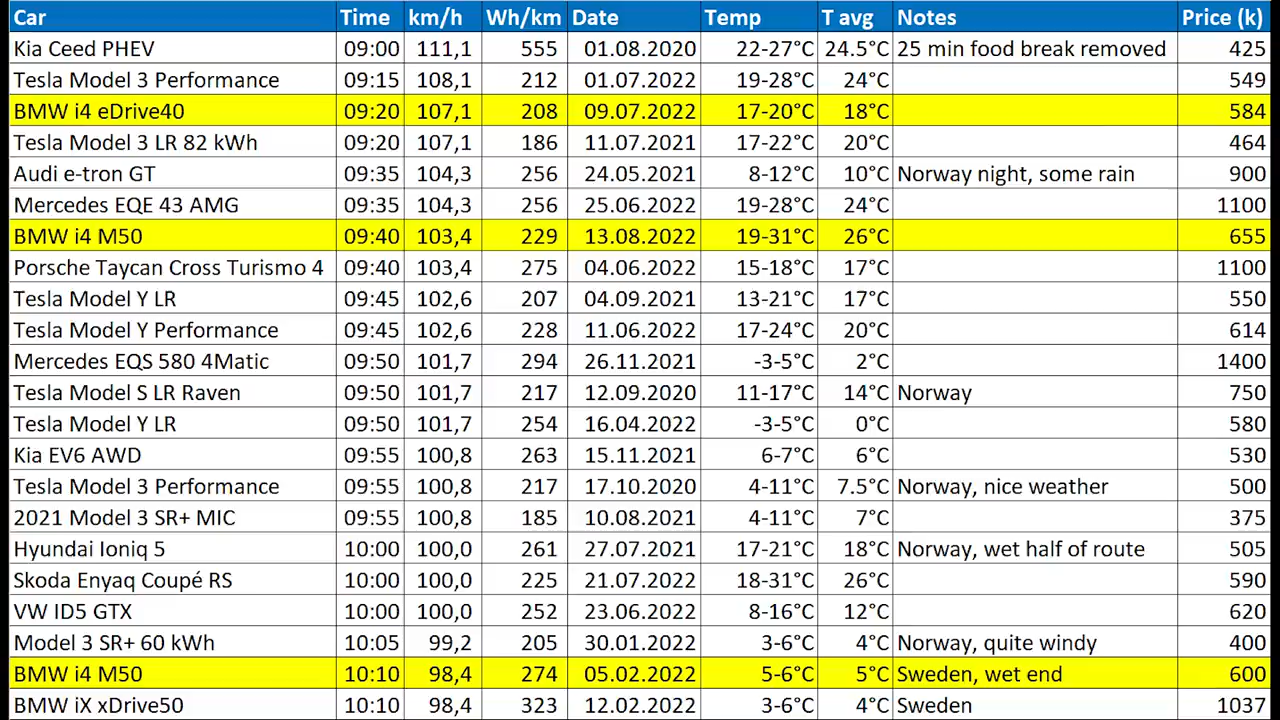 Car Time km/h Wh/km Date Temp T avg Notes Price (k)
Kia Ceed PHEV 09:00 111,1 555 01.08.2020 22-27°C 24.5°C 25 min food break removed 425
Tesla Model 3 Performance 09:15 108,1 212 01.07.2022 19-28°C 24°C 549
BMW i4 eDrive40 09:20 107,1 208 09.07.2022 17-20°C 18°C 584
Tesla Model 3 LR 82 kWh 09:20 107,1 186 11.07.2021 17-22°C 20°C 464
Audi e-tron GT 09:35 104,3 256 24.05.2021 8-12°C 10°C Norway night, some rain 900
Mercedes EQE 43 AMG 09:35 104,3 256 25.06.2022 19-28°C 24°C 1100
BMW i4 M50 09:40 103,4 229 13.08.2022 19-31°C 26°C 655
Porsche Taycan Cross Turismo 4 09:40 103,4 275 04.06.2022 15-18°C 17°C 1100
Tesla Model Y LR 09:45 102,6 207 04.09.2021 13-21°C 17°C 550
Tesla Model Y Performance 09:45 102,6 228 11.06.2022 17-24°C 20°C 614
Mercedes EQS 580 4Matic 09:50 101,7 294 26.11.2021 -3-5°C 2°C 1400
Tesla Model S LR Raven 09:50 101,7 217 12.09.2020 11-17°C 14°C Norway 750
Tesla Model Y LR 09:50 101,7 254 16.04.2022 -3-5°C 0°C 580
Kia EV6 AWD 09:55 100,8 263 15.11.2021 6-7°C 6°C 530
Tesla Model 3 Performance 09:55 100,8 217 17.10.2020 4-11°C 7.5°C Norway, nice weather 500
2021 Model 3 SR+ MIC 09:55 100,8 185 10.08.2021 4-11°C 7°C 375
Hyundai Ioniq 5 10:00 100,0 261 27.07.2021 17-21°C 18°C Norway, wet half of route 505
Skoda Enyaq Coupé RS 10:00 100,0 225 21.07.2022 18-31°C 26°C 590
VW ID5 GTX 10:00 100,0 252 23.06.2022 8-16°C 12°C 620
Model 3 SR+ 60 kWh 10:05 99,2 205 30.01.2022 3-6°C 4°C Norway, quite windy 400
BMW i4 M50 10:10 98,4 274 05.02.2022 5-6°C 5°C Sweden, wet end 600
BMW iX xDrive50 10:10 98,4 323 12.02.2022 3-6°C 4°C Sweden 1037